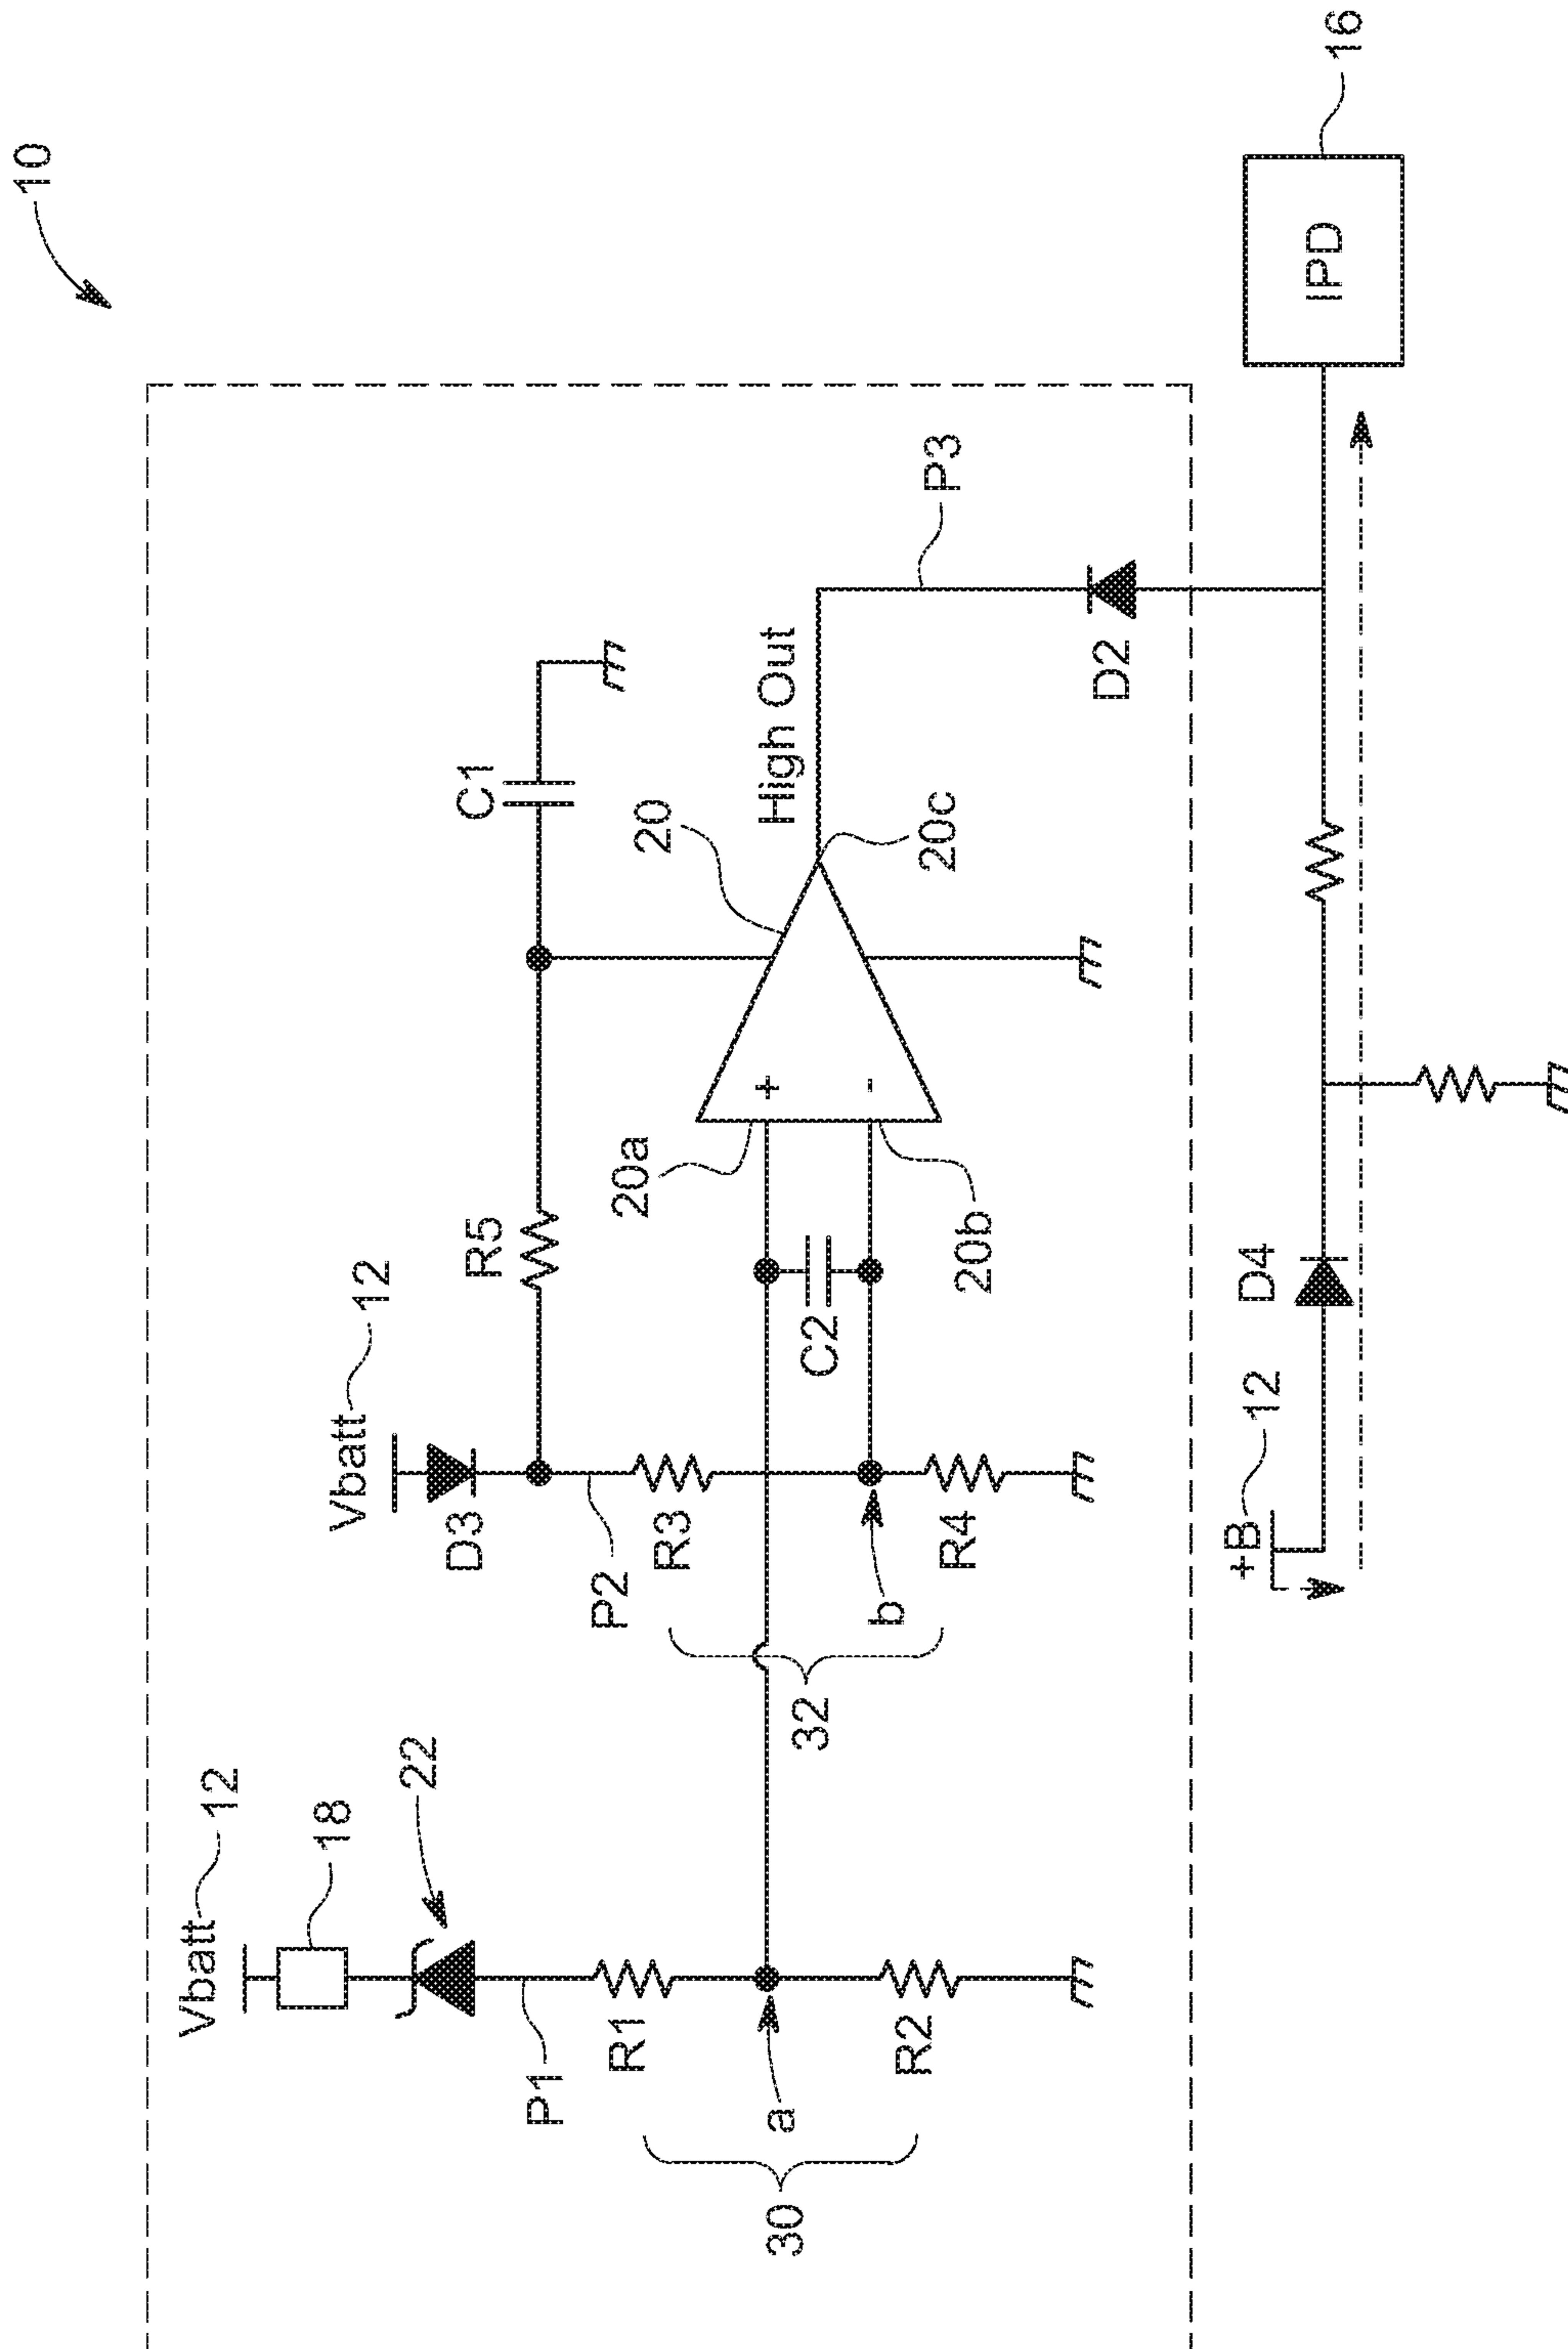 10
Vbatt 12
18
22
P1
R1
a
R2
30
Vbatt 12
D3
P2
R3
b
R4
32
R5
C1
C2
20a
+
-
20b
20
20c
High Out
P3
D2
+B 12
D4
IPD
16